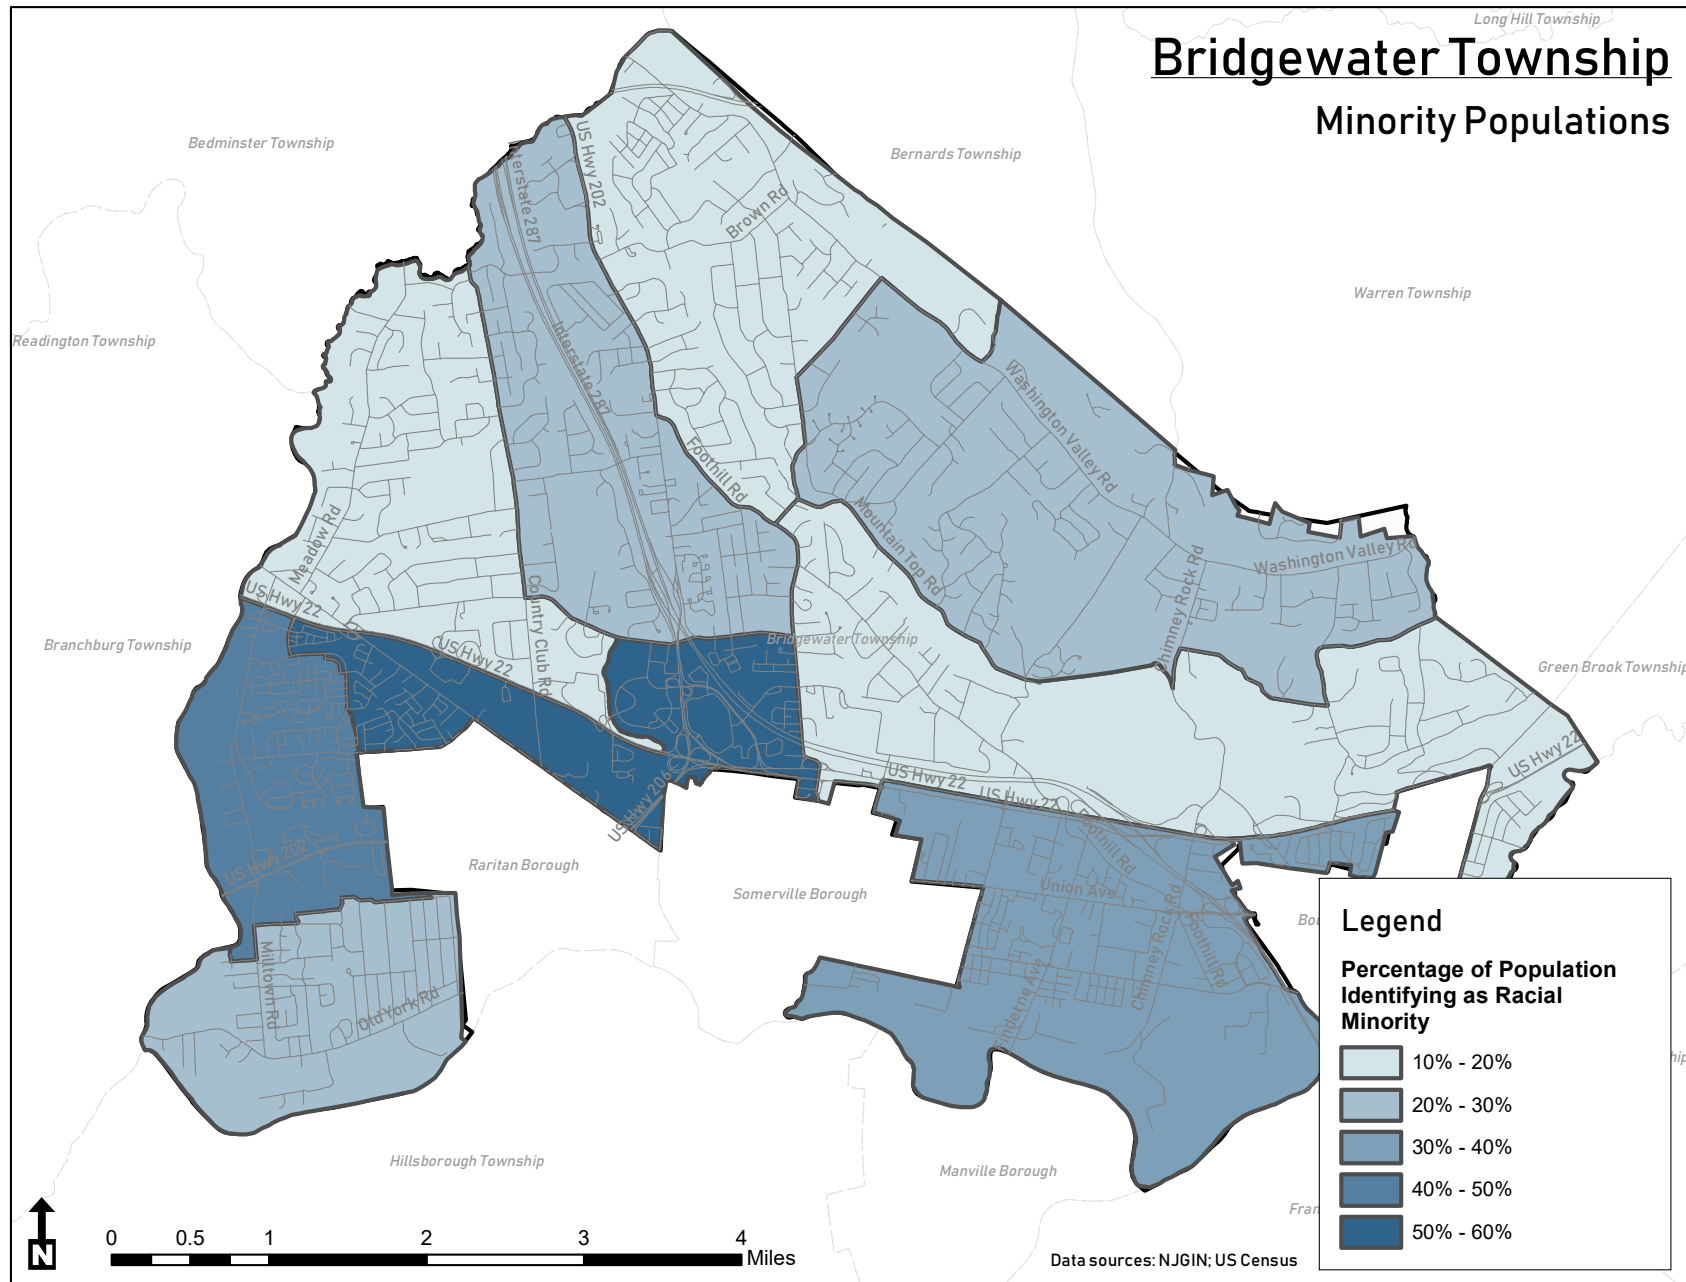 Long Hill Township
Bridgewater Township
Minority Populations
Bedminster Township
Bernards Township
US Hwy 202
terstate 287
Brown Rd
Warren Township
Readington Township
Interstate 287
Washington Valley Rd
Foothill Rd
Mountain Top Rd
Meadow Rd
Washington Valley Rd
Chimney Rock Rd
US Hwy 22
Country Club Rd
Bridgewater Township
Branchburg Township
US Hwy 22
Green Brook Township
US Hwy 22
US Hwy 22
US Hwy 22
US Hwy 206
Foothill Rd
US Hwy 202
Raritan Borough
Somerville Borough
Union Ave
Chimney Rock Rd
Foothill Rd
Bou
Milltown Rd
Old York Rd
Finderne Ave
Hillsborough Township
Manville Borough
Fran
hip
Legend
Percentage of Population
Identifying as Racial
Minority
10% - 20%
20% - 30%
30% - 40%
40% - 50%
50% - 60%
N
0 0.5 1 2 3 4
Miles
Data sources: NJGIN; US Census